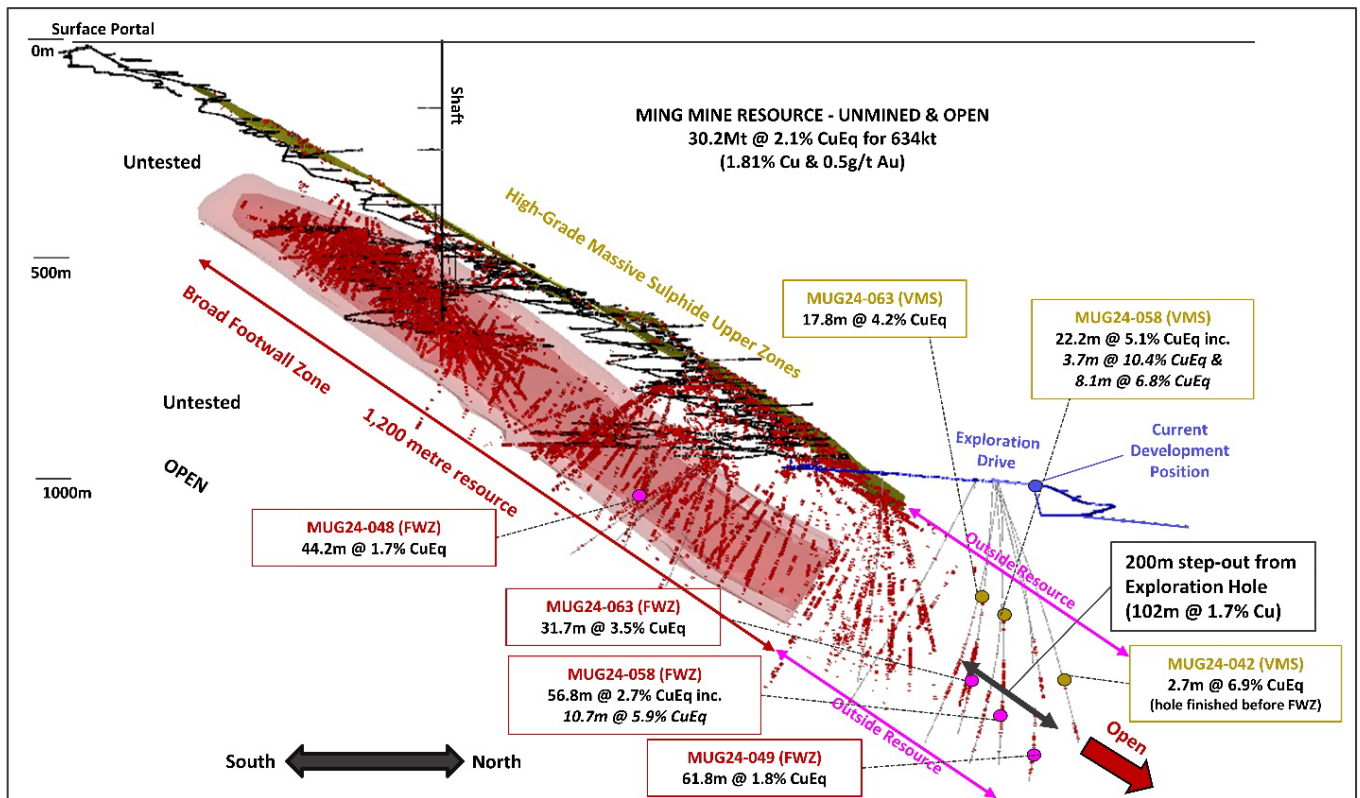 Surface Portal
0m
Shaft
MING MINE RESOURCE - UNMINED & OPEN
30.2Mt @ 2.1% CuEq for 634kt
(1.81% Cu & 0.5g/t Au)
Untested
High-Grade Massive Sulphide Upper Zones
500m
Broad Footwall Zone
1,200 metre resource
MUG24-063 (VMS)
17.8m @ 4.2% CuEq
MUG24-058 (VMS)
22.2m @ 5.1% CuEq inc.
3.7m @ 10.4% CuEq &
8.1m @ 6.8% CuEq
Untested
OPEN
Exploration
Drive
Current
Development
Position
1000m
MUG24-048 (FWZ)
44.2m @ 1.7% CuEq
Outside Resource
200m step-out from
Exploration Hole
(102m @ 1.7% Cu)
MUG24-063 (FWZ)
31.7m @ 3.5% CuEq
MUG24-058 (FWZ)
56.8m @ 2.7% CuEq inc.
10.7m @ 5.9% CuEq
MUG24-042 (VMS)
2.7m @ 6.9% CuEq
(hole finished before FWZ)
Outside Resource
Open
South
North
MUG24-049 (FWZ)
61.8m @ 1.8% CuEq